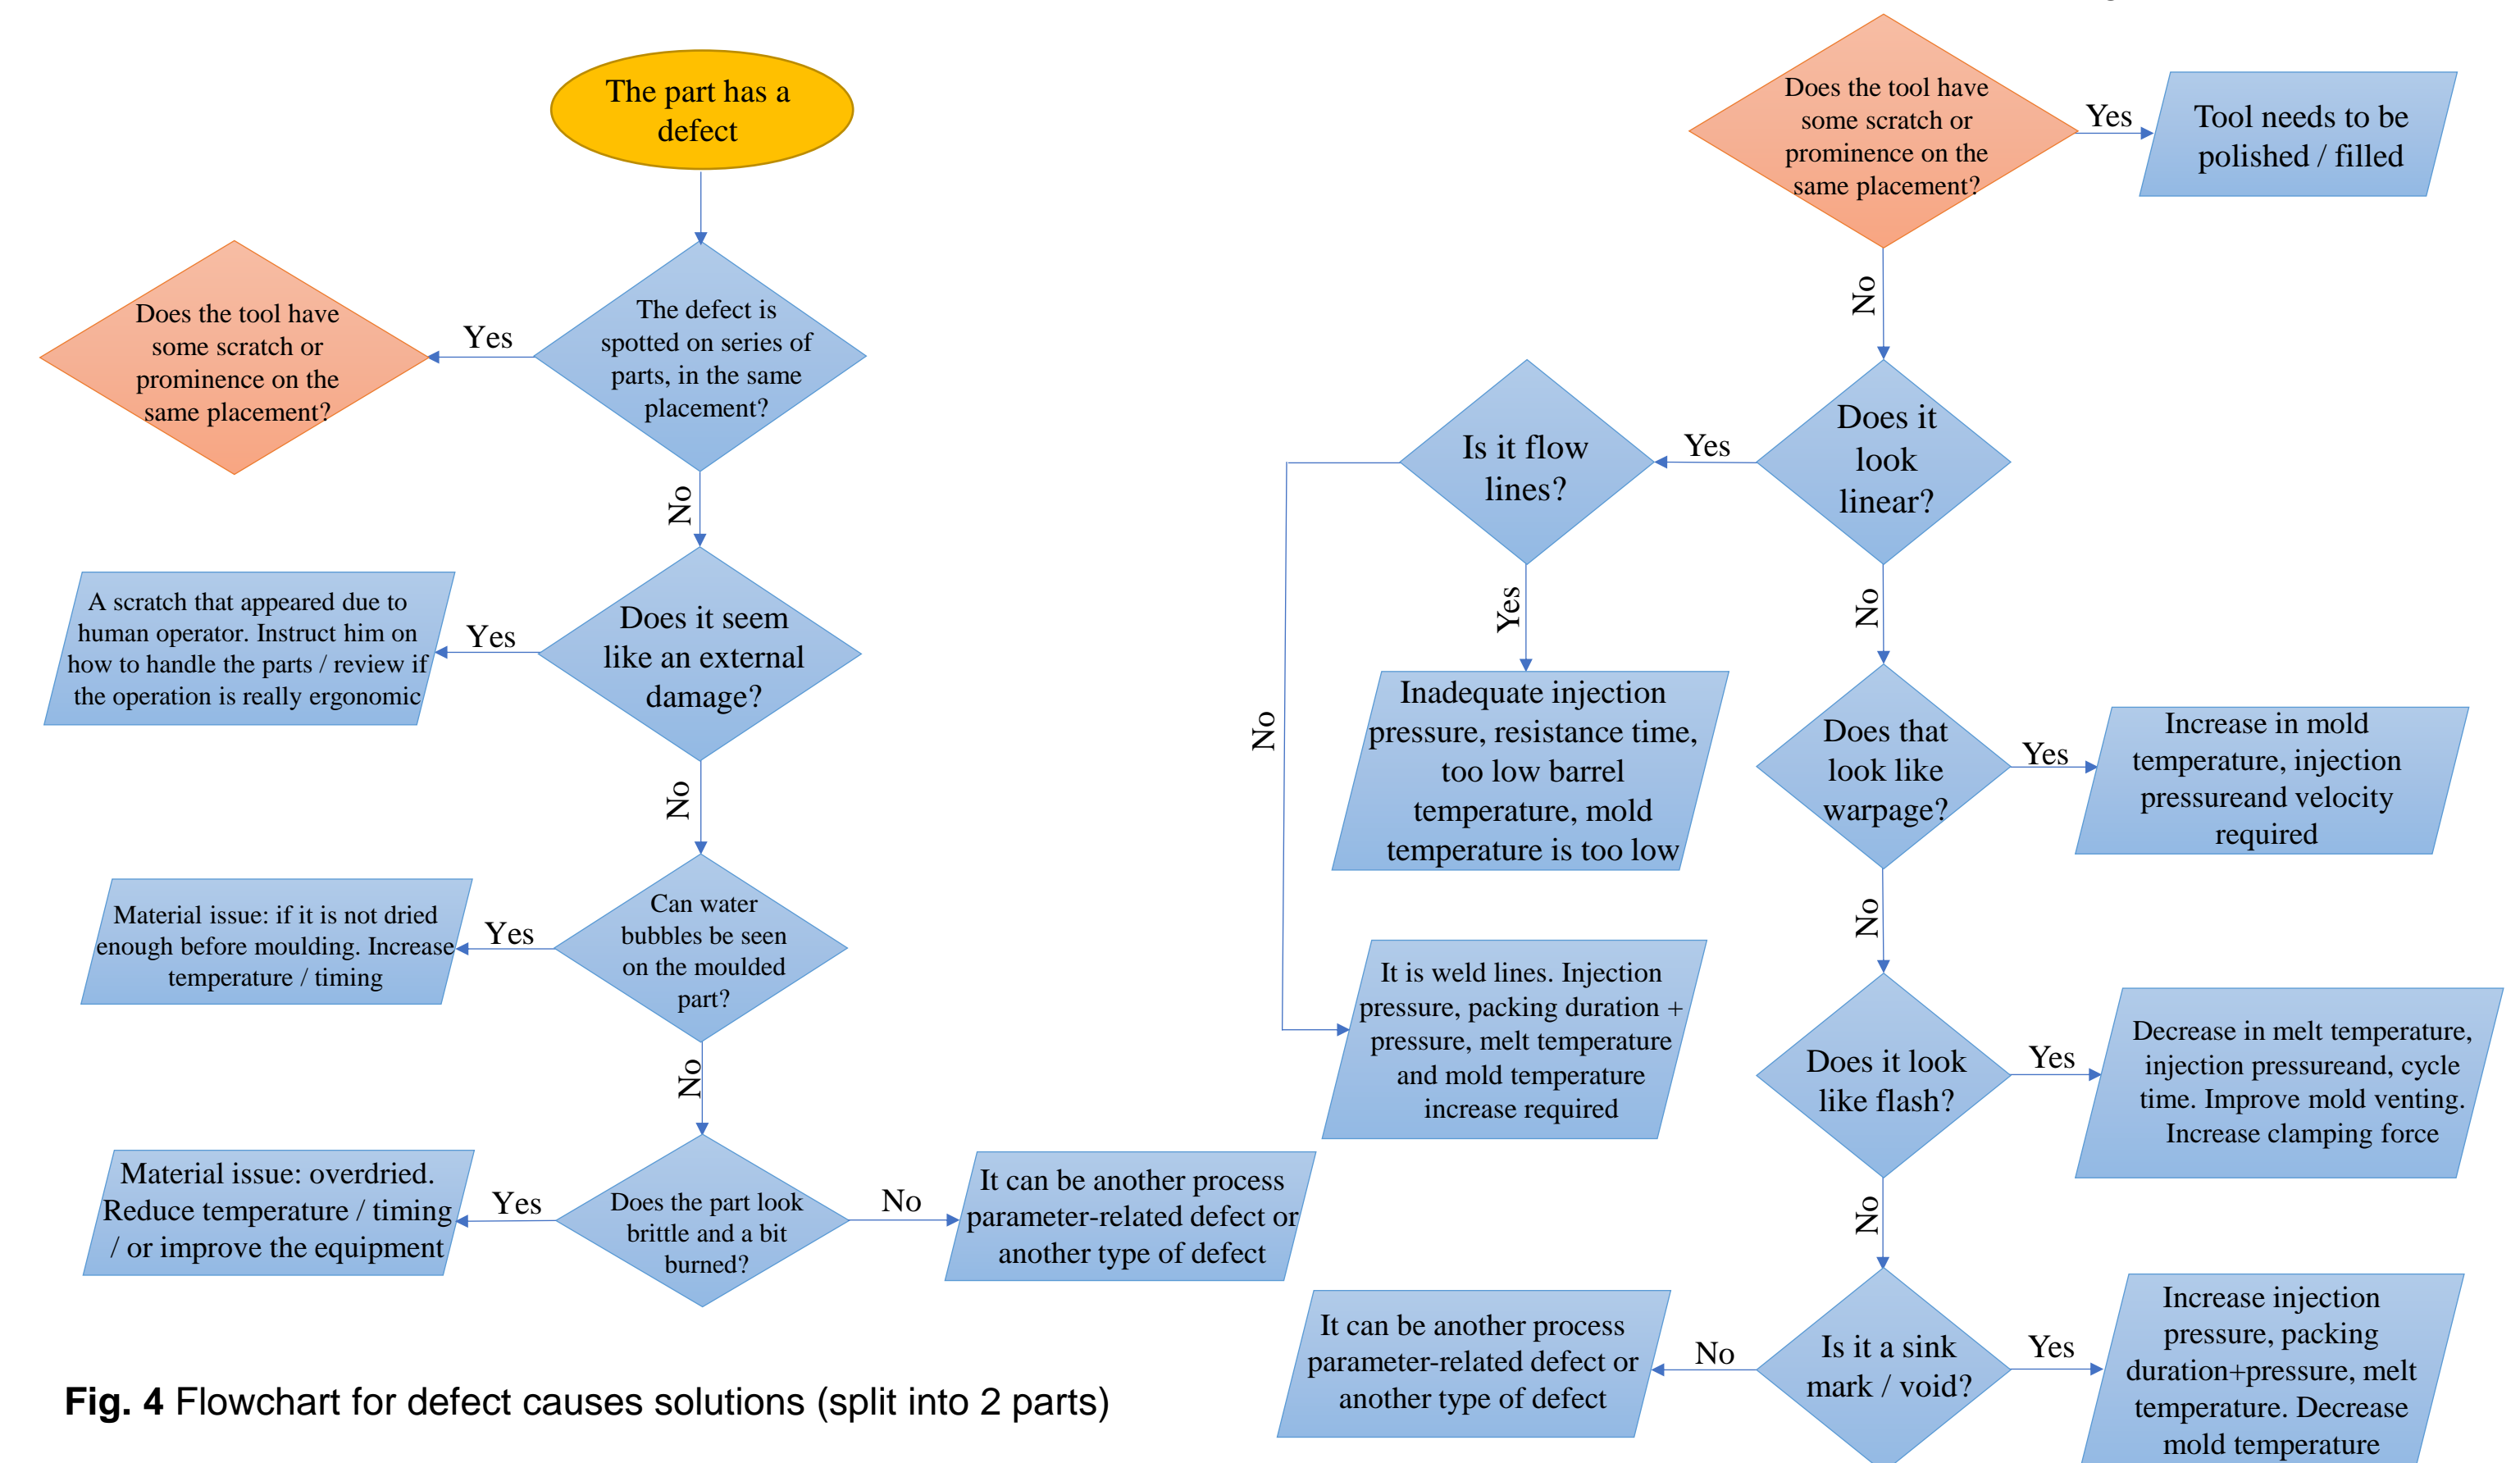 The part has a
defect
The defect is
spotted on series of
parts, in the same
placement?
Yes
Does the tool have
some scratch or
prominence on the
same placement?
No
Does it seem
like an external
damage?
Yes
A scratch that appeared due to
human operator. Instruct him on
how to handle the parts / review if
the operation is really ergonomic
No
Can water
bubbles be seen
on the moulded
part?
Yes
Material issue: if it is not dried
enough before moulding. Increase
temperature / timing
No
Does the part look
brittle and a bit
burned?
Yes
Material issue: overdried.
Reduce temperature / timing
/ or improve the equipment
No
It can be another process
parameter-related defect or
another type of defect
Does the tool have
some scratch or
prominence on the
same placement?
Yes
Tool needs to be
polished / filled
No
Does it
look
linear?
Yes
Is it flow
lines?
Yes
Inadequate injection
pressure, resistance time,
too low barrel
temperature, mold
temperature is too low
No
It is weld lines. Injection
pressure, packing duration +
pressure, melt temperature
and mold temperature
increase required
No
Does that
look like
warpage?
Yes
Increase in mold
temperature, injection
pressureand velocity
required
No
Does it look
like flash?
Yes
Decrease in melt temperature,
injection pressureand, cycle
time. Improve mold venting.
Increase clamping force
No
Is it a sink
mark / void?
Yes
Increase injection
pressure, packing
duration+pressure, melt
temperature. Decrease
mold temperature
No
It can be another process
parameter-related defect or
another type of defect
Fig. 4 Flowchart for defect causes solutions (split into 2 parts)